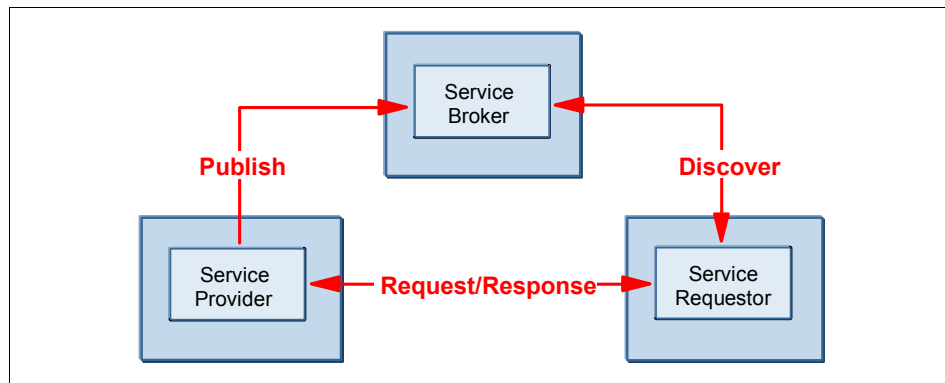 Service
Broker
Publish
Discover
Service
Provider
Request/Response
Service
Requestor